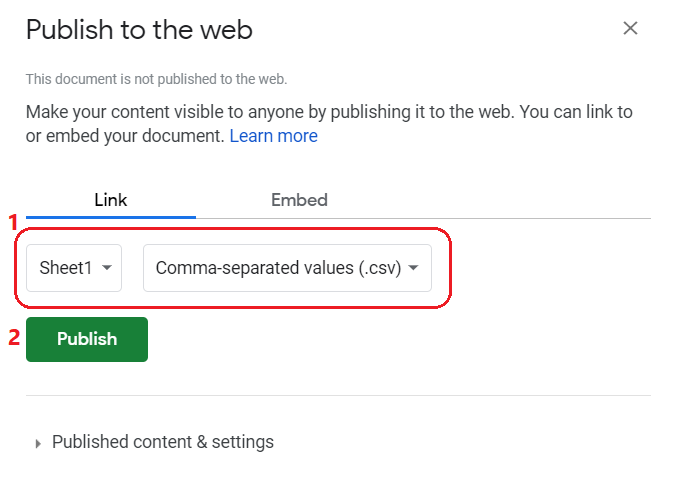 Publish to the web
This document is not published to the web.
Make your content visible to anyone by publishing it to the web. You can link to
or embed your document. Learn more
Link Embed
1
Sheet1 Comma-separated values (.csv)
2 Publish
Published content & settings